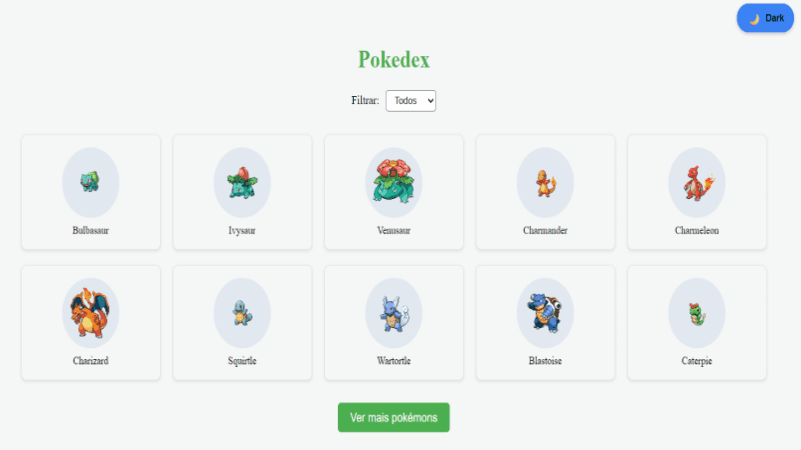 Dark
Pokedex
Filtrar: Todos
Bulbasaur
Ivysaur
Venusaur
Charmander
Charmeleon
Charizard
Squirtle
Wartortle
Blastoise
Caterpie
Ver mais pokémons